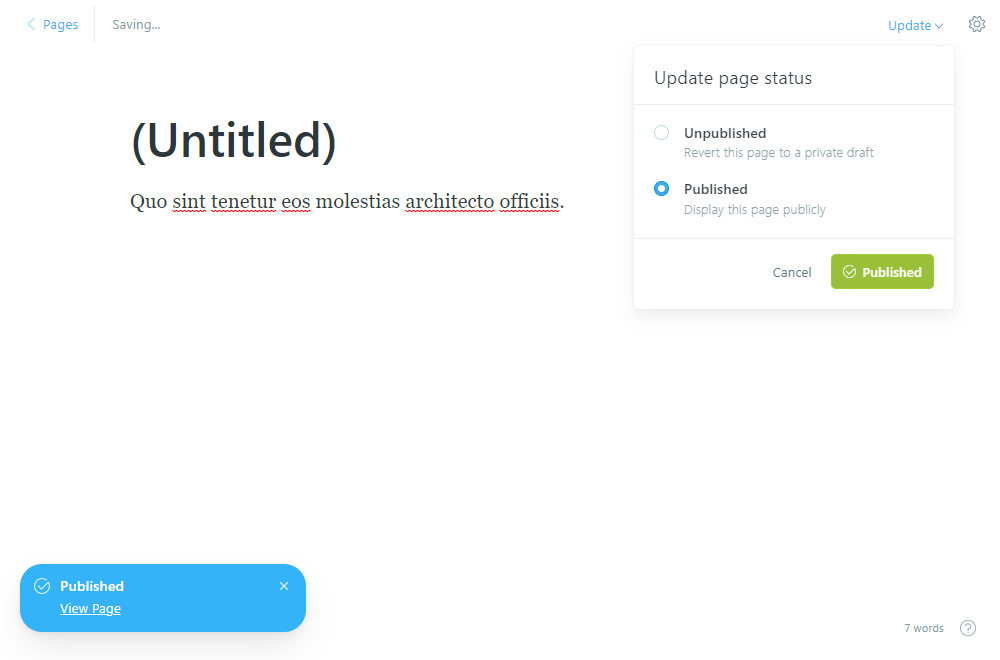 Pages
Saving...
Update
Update page status
(Untitled)
Unpublished
Revert this page to a private draft
Published
Display this page publicly
Quo sint tenetur eos molestias architecto officiis.
Cancel
Published
Published
View Page
7 words
?